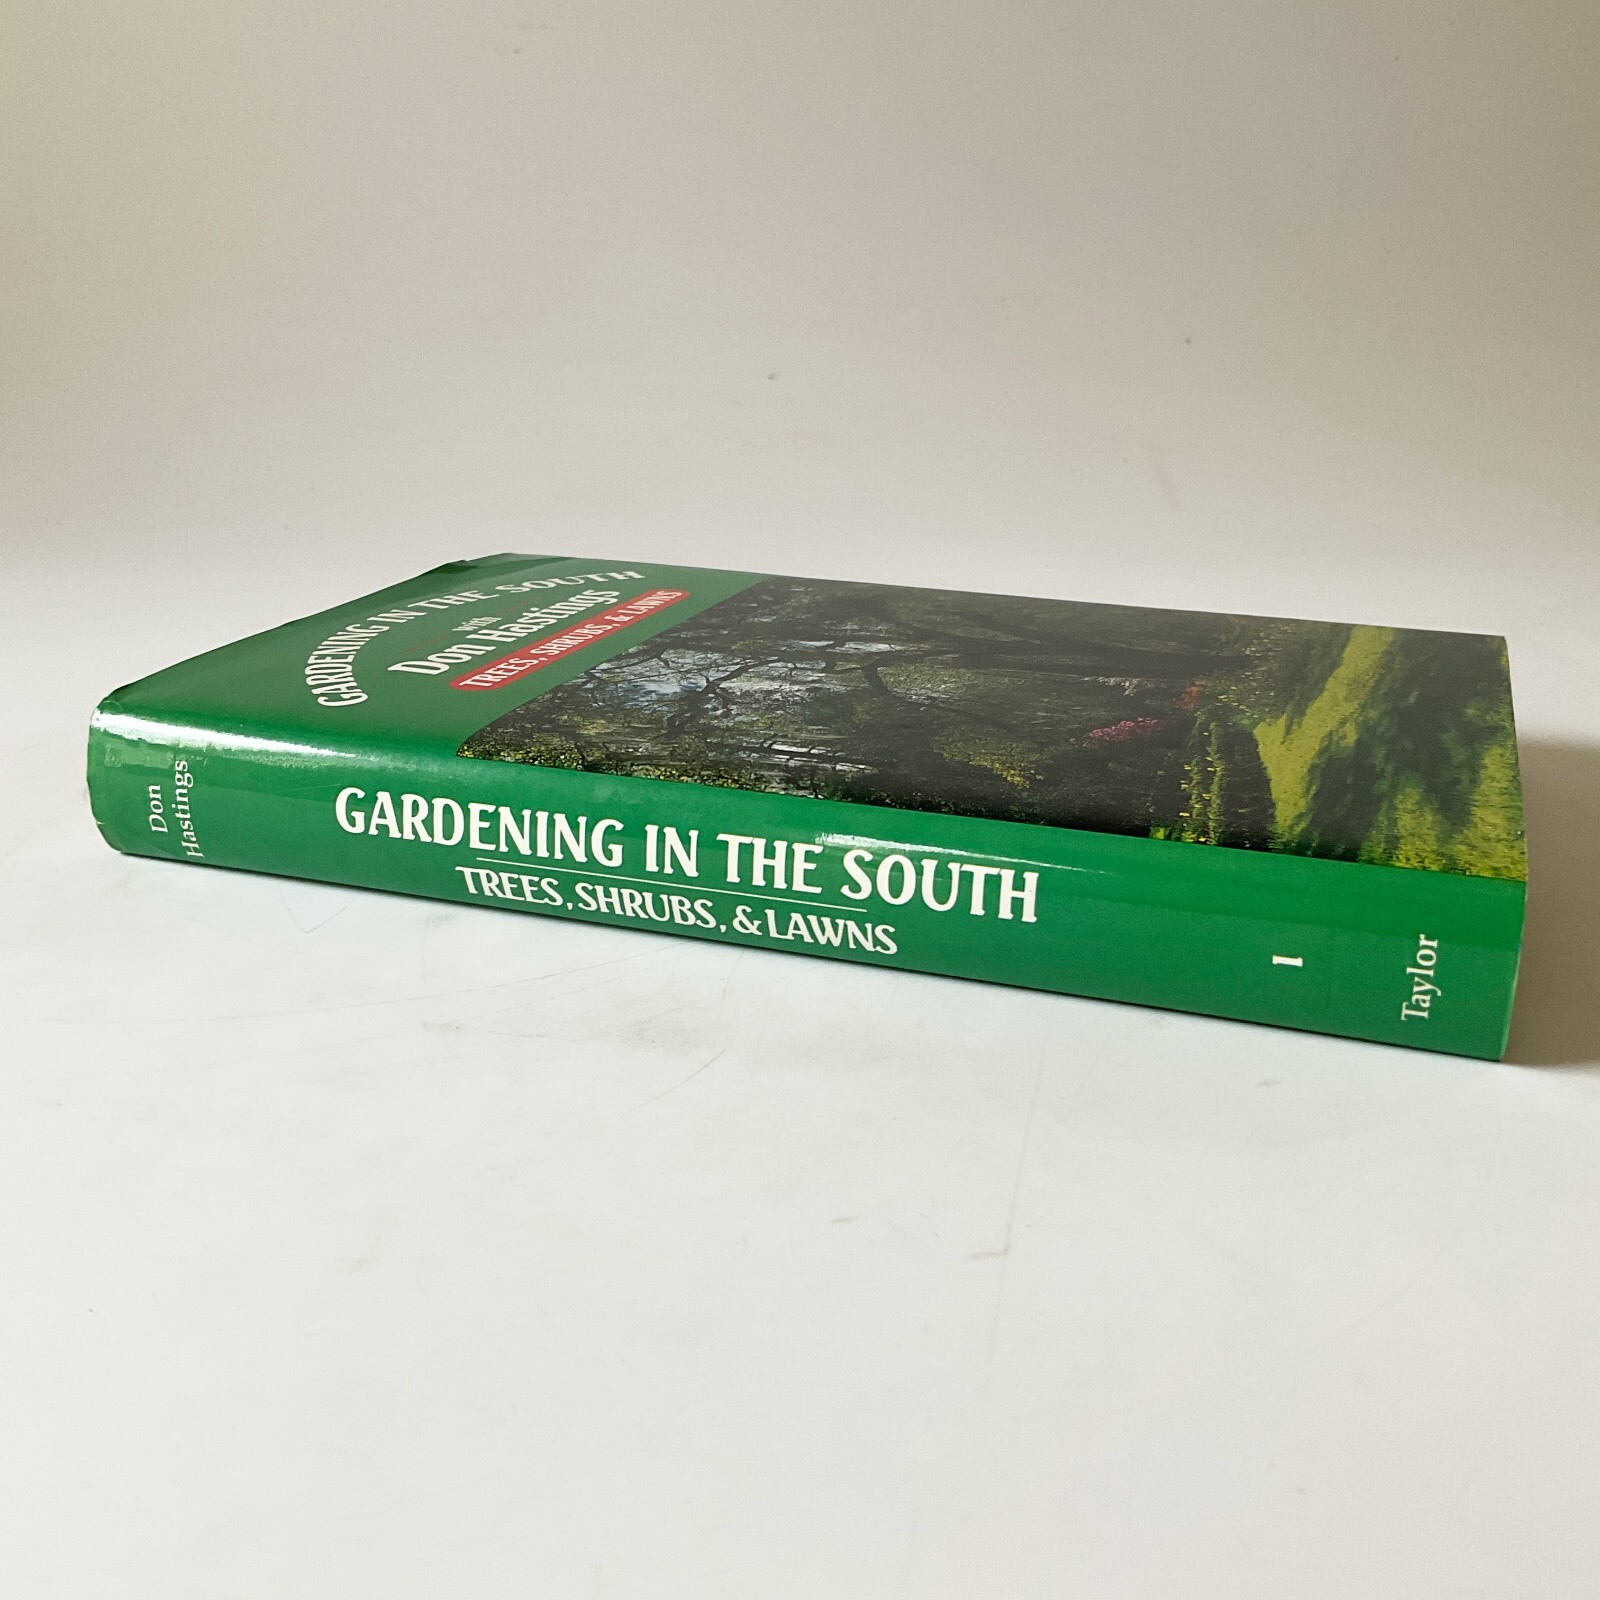 GARDENING IN THE SOUTH
with
Don Hastings
TREES, SHRUBS, & LAWNS
Don
Hastings
GARDENING IN THE SOUTH
TREES, SHRUBS, & LAWNS
1
Taylor